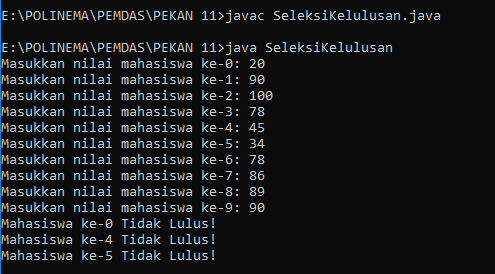 E:\POLINEMA\PEMDAS\PEKAN 11>javac SeleksiKelulusan.java
E:\POLINEMA\PEMDAS\PEKAN 11>java SeleksiKelulusan
Masukkan nilai mahasiswa ke-0: 20
Masukkan nilai mahasiswa ke-1: 90
Masukkan nilai mahasiswa ke-2: 100
Masukkan nilai mahasiswa ke-3: 78
Masukkan nilai mahasiswa ke-4: 45
Masukkan nilai mahasiswa ke-5: 34
Masukkan nilai mahasiswa ke-6: 78
Masukkan nilai mahasiswa ke-7: 86
Masukkan nilai mahasiswa ke-8: 89
Masukkan nilai mahasiswa ke-9: 90
Mahasiswa ke-0 Tidak Lulus!
Mahasiswa ke-4 Tidak Lulus!
Mahasiswa ke-5 Tidak Lulus!